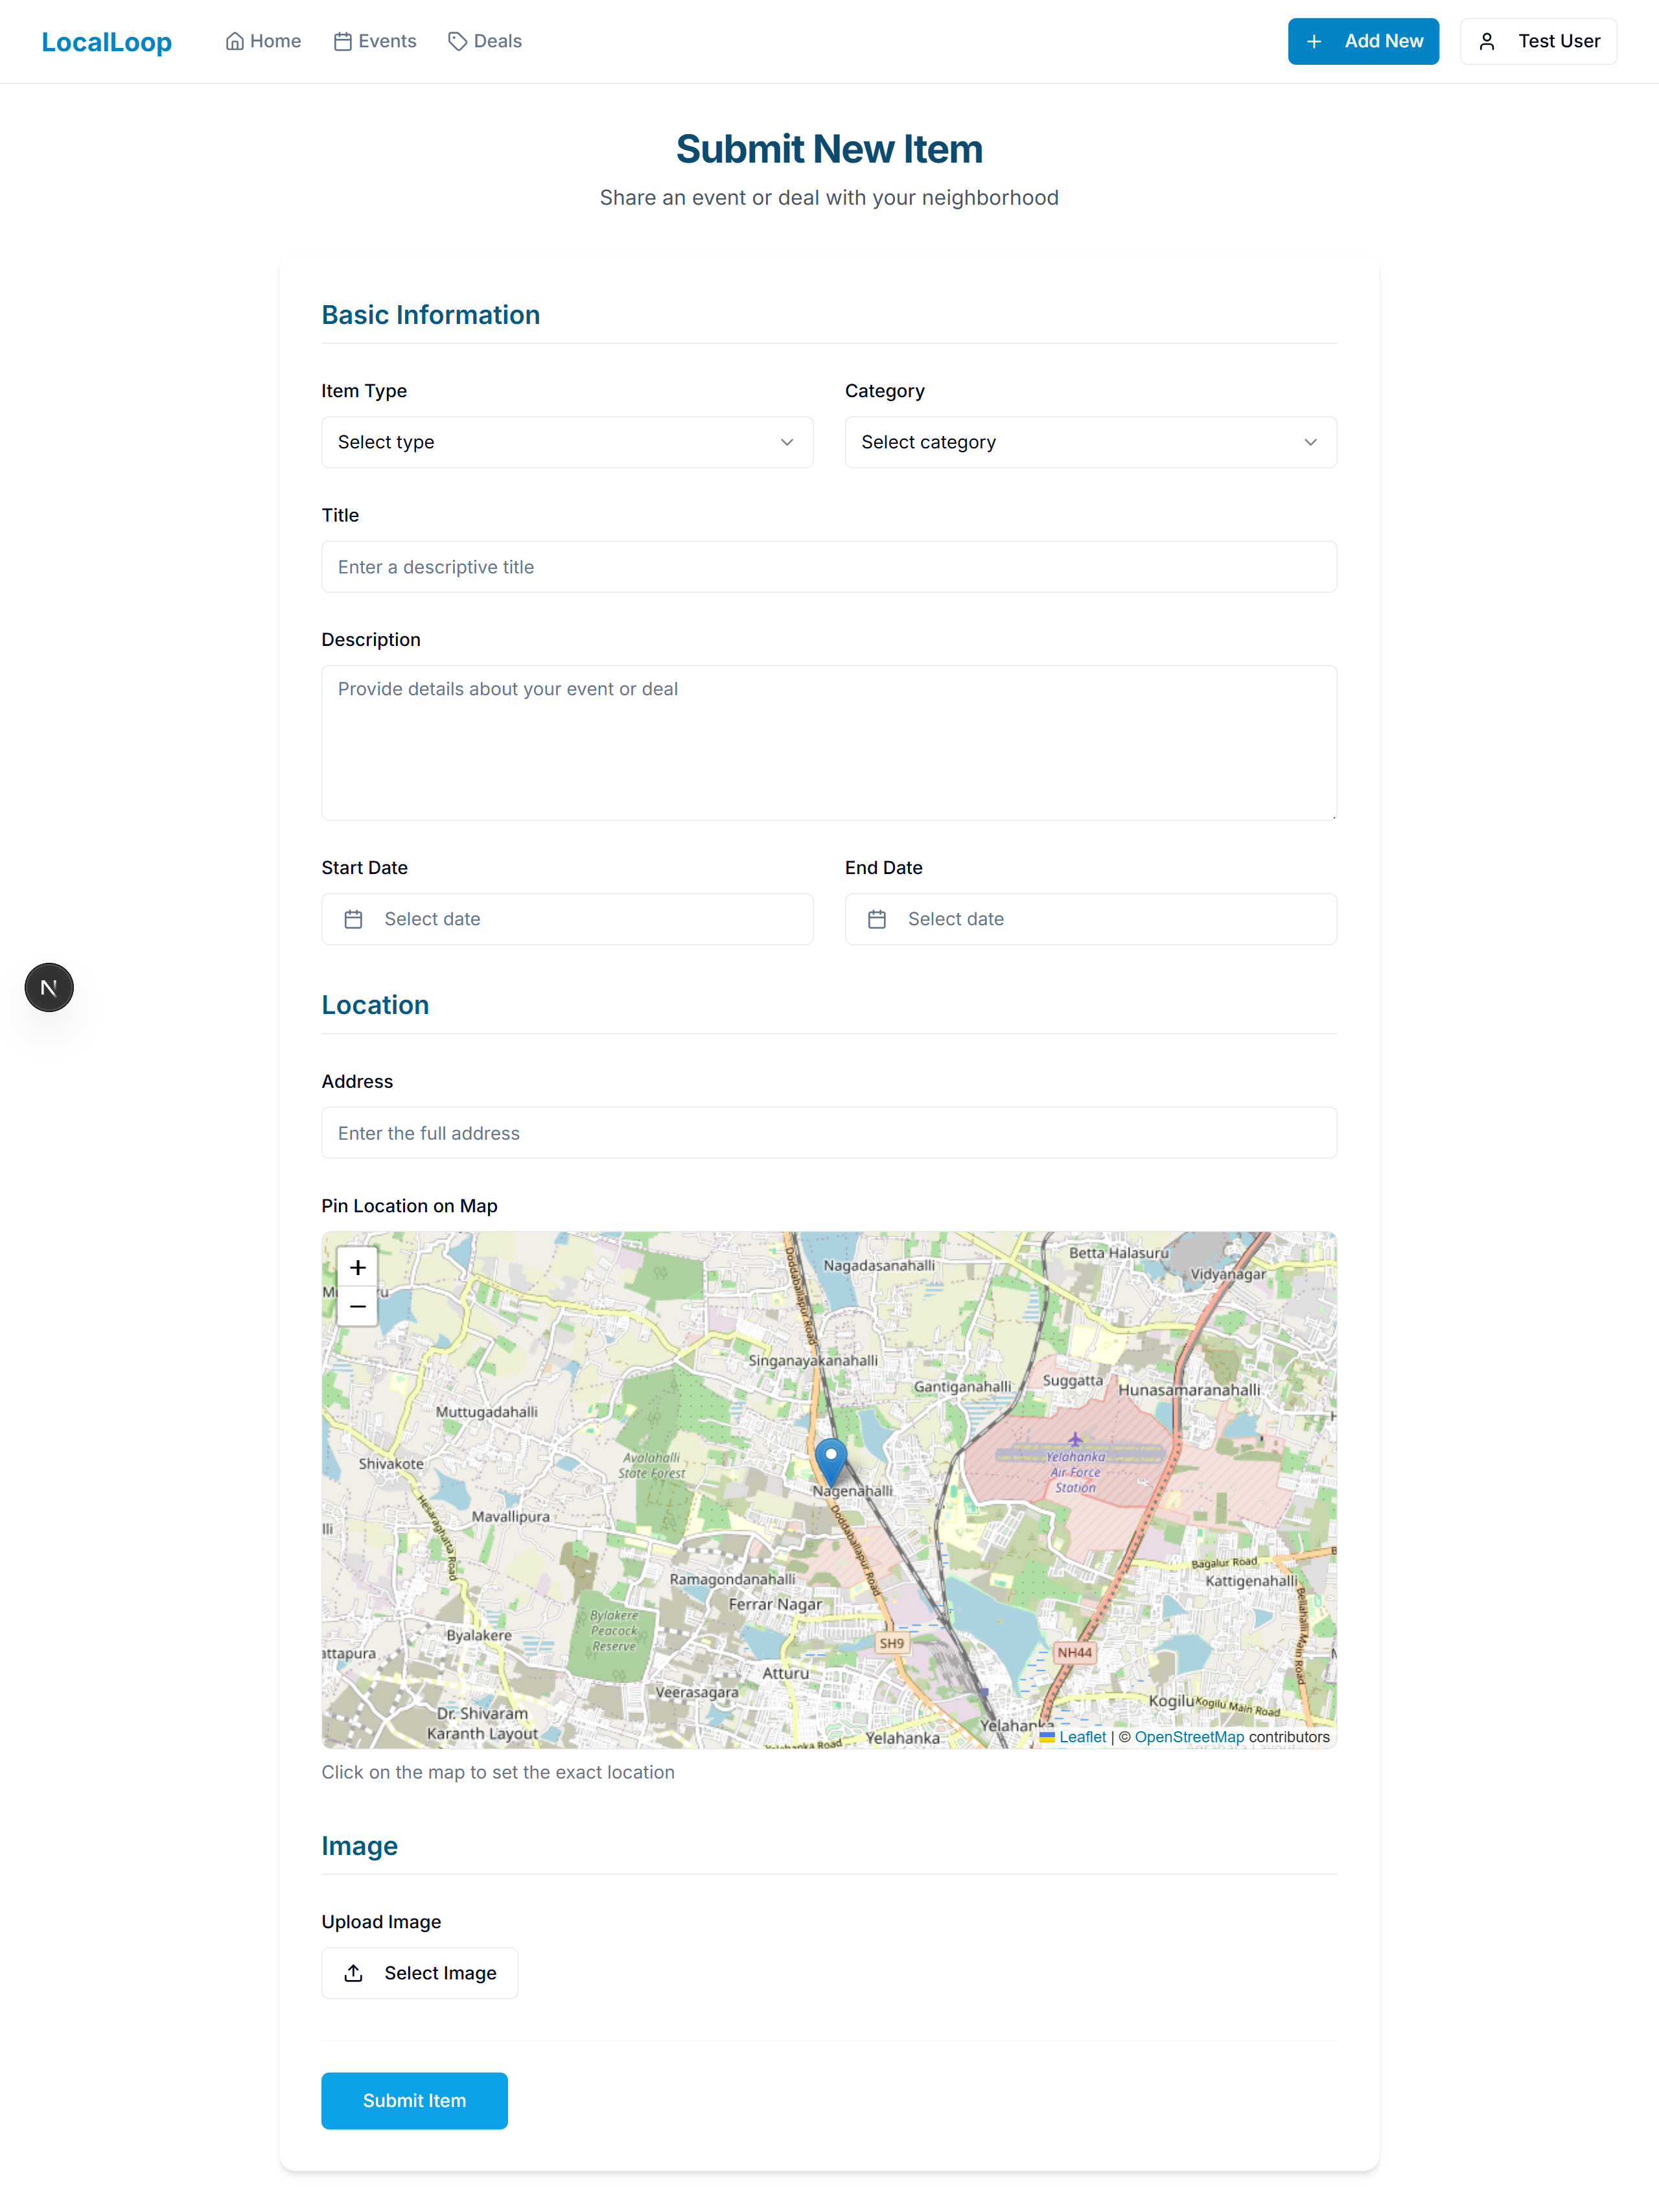 LocalLoop
Home
Events
Deals
Add New
Test User
Submit New Item
Share an event or deal with your neighborhood
Basic Information
Item Type
Category
Select type
Select category
Title
Enter a descriptive title
Description
Provide details about your event or deal
Start Date
End Date
Select date
Select date
N
Location
Address
Enter the full address
Pin Location on Map
+
−
Betta Halasuru
Nagadasanahalli
Vidyanagar
Doddaballapur Road
Singanayakanahalli
Gantiganahalli
Suggatta
Hunasamaranahalli
Muttugadahalli
Shivakote
Avalahalli
State Forest
Yelahanka
Air Force
Station
Nagenahalli
Hesaraghatta Road
Mavallipura
Doddaballapur Road
Bagalur Road
Ramagondanahalli
Kattigenahalli
Ferrar Nagar
Bylakere
Peacock
Reserve
Bellahalli Main Road
Byalakere
SH9
NH44
attapura
Atturu
Veerasagara
Kogilu
Kogilu Main Road
Dr. Shivaram
Karanth Layout
Yelahanka
Yelahanka
Yelahanka Road
Leaflet | © OpenStreetMap contributors
Click on the map to set the exact location
Image
Upload Image
Select Image
Submit Item